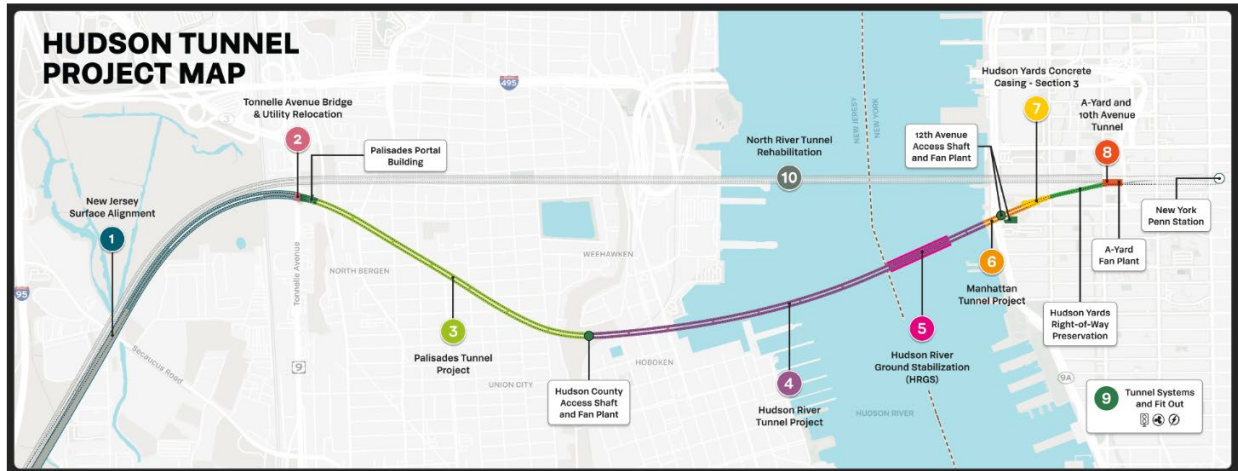 HUDSON TUNNEL
PROJECT MAP
495
Hudson Yards Concrete
Casing - Section 3
7
Tonnelle Avenue Bridge
& Utility Relocation
2
Palisades Portal
Building
3
North River Tunnel
Rehabilitation
10
NEW JERSEY
NEW YORK
12th Avenue
Access Shaft
and Fan Plant
A-Yard and
10th Avenue
Tunnel
8
New Jersey
Surface Alignment
1
New York
Penn Station
A-Yard
Fan Plant
WEEHAWKEN
6
Manhattan
Tunnel Project
NORTH BERGEN
Tonnelle Avenue
95
3
Palisades Tunnel
Project
5
Hudson River
Ground Stabilization
(HRGS)
Hudson Yards
Right-of-Way
Preservation
Secaucus Road
9
UNION CITY
HOBOKEN
Hudson County
Access Shaft
and Fan Plant
4
Hudson River
Tunnel Project
HUDSON RIVER
9A
9
Tunnel Systems
and Fit Out